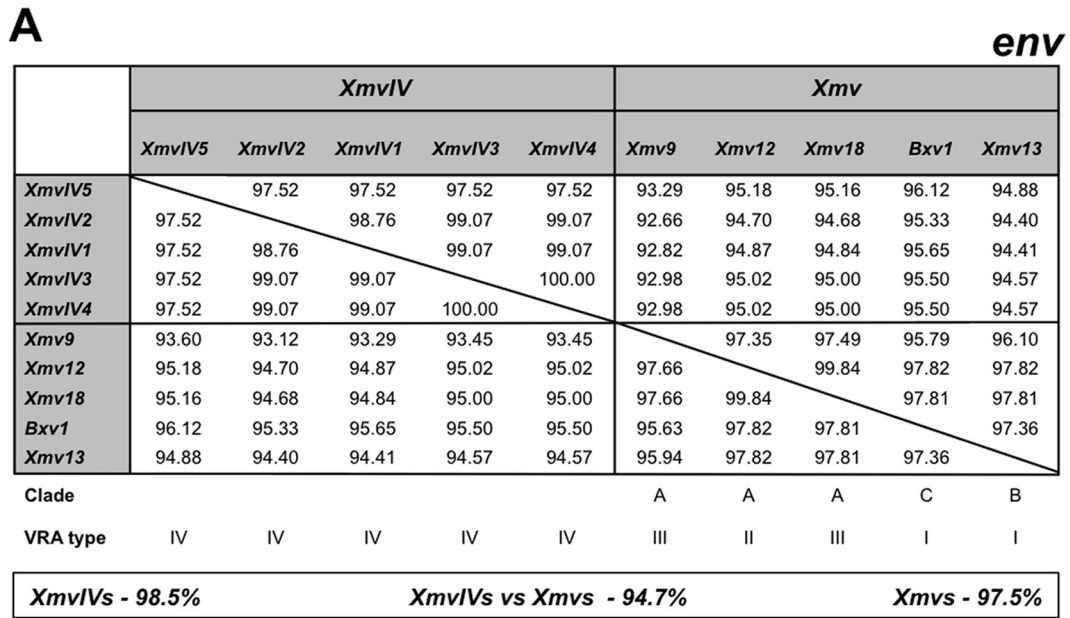 A
env
XmvIV Xmv
XmvIV5 XmvIV2 XmvIV1 XmvIV3 XmvIV4 Xmv9 Xmv12 Xmv18 Bxv1 Xmv13
XmvIV5 97.52 97.52 97.52 97.52 93.29 95.18 95.16 96.12 94.88
XmvIV2 97.52 98.76 99.07 99.07 92.66 94.70 94.68 95.33 94.40
XmvIV1 97.52 98.76 99.07 99.07 92.82 94.87 94.84 95.65 94.41
XmvIV3 97.52 99.07 99.07 100.00 92.98 95.02 95.00 95.50 94.57
XmvIV4 97.52 99.07 99.07 100.00 92.98 95.02 95.00 95.50 94.57
Xmv9 93.60 93.12 93.29 93.45 93.45 97.35 97.49 95.79 96.10
Xmv12 95.18 94.70 94.87 95.02 95.02 97.66 99.84 97.82 97.82
Xmv18 95.16 94.68 94.84 95.00 95.00 97.66 99.84 97.81 97.81
Bxv1 96.12 95.33 95.65 95.50 95.50 95.63 97.82 97.81 97.36
Xmv13 94.88 94.40 94.41 94.57 94.57 95.94 97.82 97.81 97.36
Clade A A A C B
VRA type IV IV IV IV IV III II III I I
XmvIVs - 98.5% XmvIVs vs Xmvs - 94.7% Xmvs - 97.5%